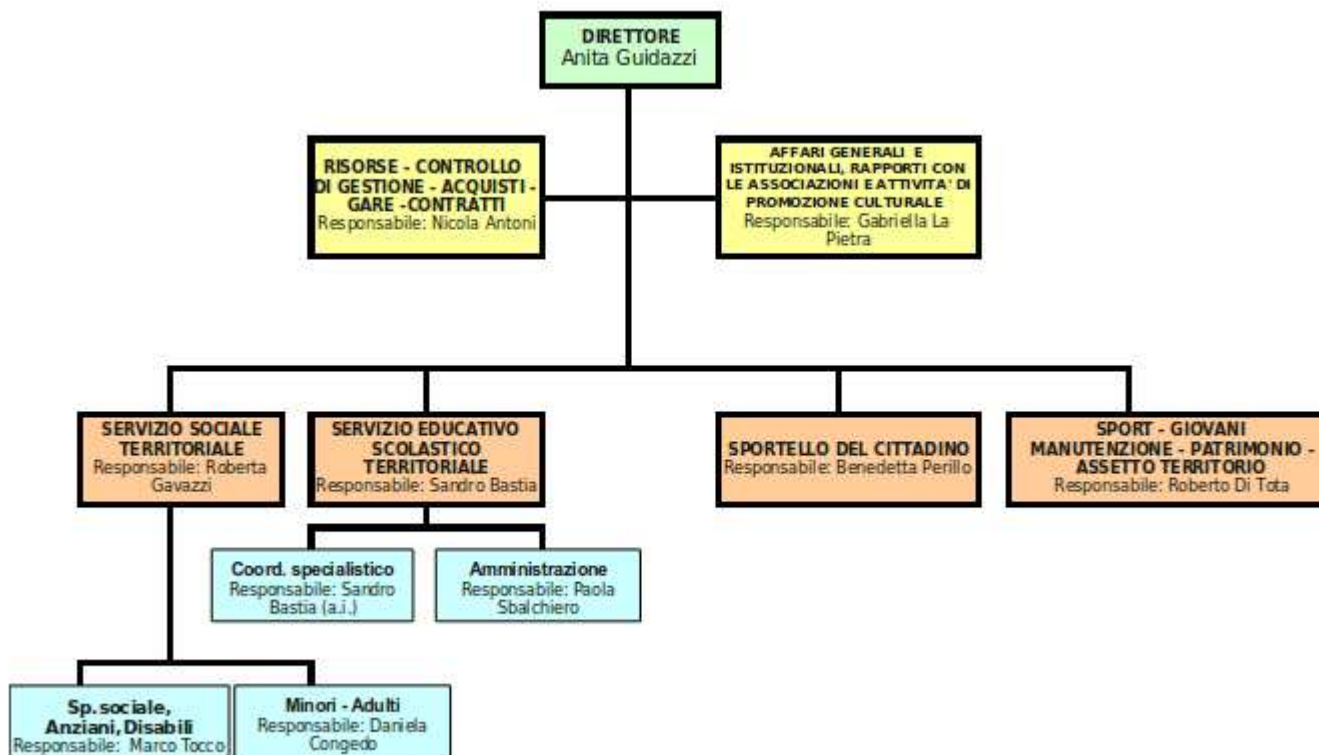 DIRETTORE
Anita Guidazzi
RISORSE - CONTROLLO
DI GESTIONE - ACQUISTI -
GARE -CONTRATTI
Responsabile: Nicola Antoni
AFFARI GENERALI E
ISTITUZIONALI, RAPPORTI CON
LE ASSOCIAZIONI E ATTIVITA' DI
PROMOZIONE CULTURALE
Responsabile: Gabriella La
Pietra
SERVIZIO SOCIALE
TERRITORIALE
Responsabile: Roberta
Gavazzi
SERVIZIO EDUCATIVO
SCOLASTICO
TERRITORIALE
Responsabile: Sandro Bastia
SPORTELLO DEL CITTADINO
Responsabile: Benedetta Perillo
SPORT - GIOVANI
MANUTENZIONE - PATRIMONIO -
ASSETTO TERRITORIO
Responsabile: Roberto Di Tota
Coord. specialistico
Responsabile: Sandro
Bastia (a.i.)
Amministrazione
Responsabile: Paola
Sbalchiero
Sp.sociale,
Anziani,Disabili
Responsabile: Marco Tocco
Minori - Adulti
Responsabile: Daniela
Congedo